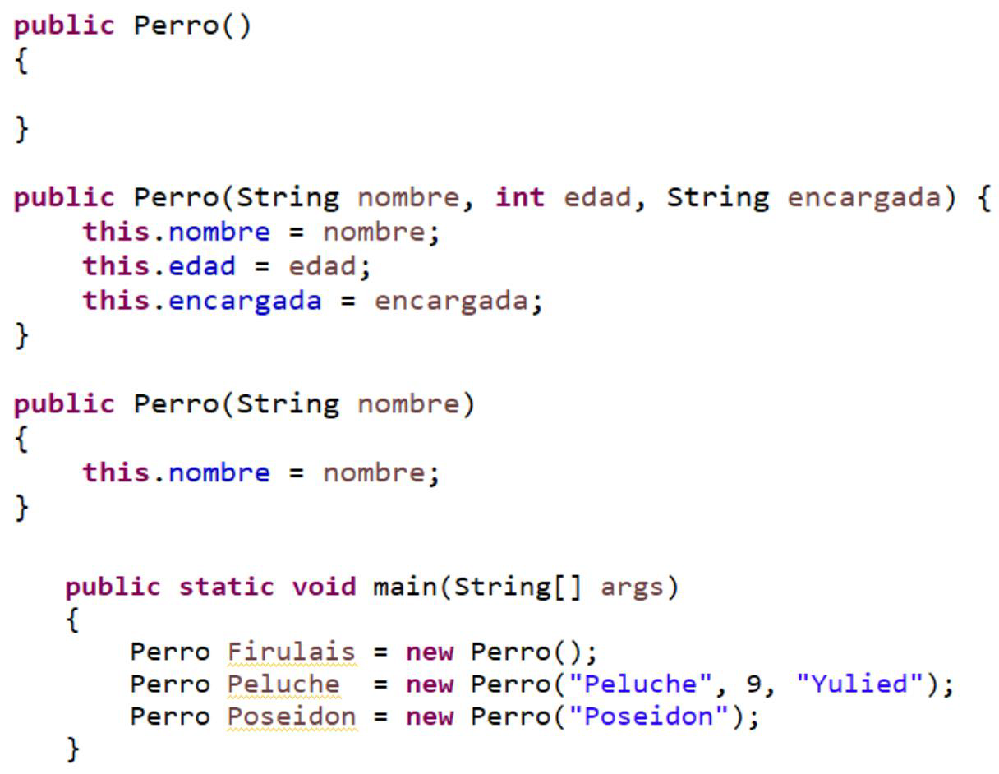 public Perro()
{
}
public Perro(String nombre, int edad, String encargada) {
this.nombre = nombre;
this.edad = edad;
this.encargada = encargada;
}
public Perro(String nombre)
{
this.nombre = nombre;
}
public static void main(String[] args)
{
Perro Firulais = new Perro();
Perro Peluche = new Perro("Peluche", 9, "Yulied");
Perro Poseidon = new Perro("Poseidon");
}